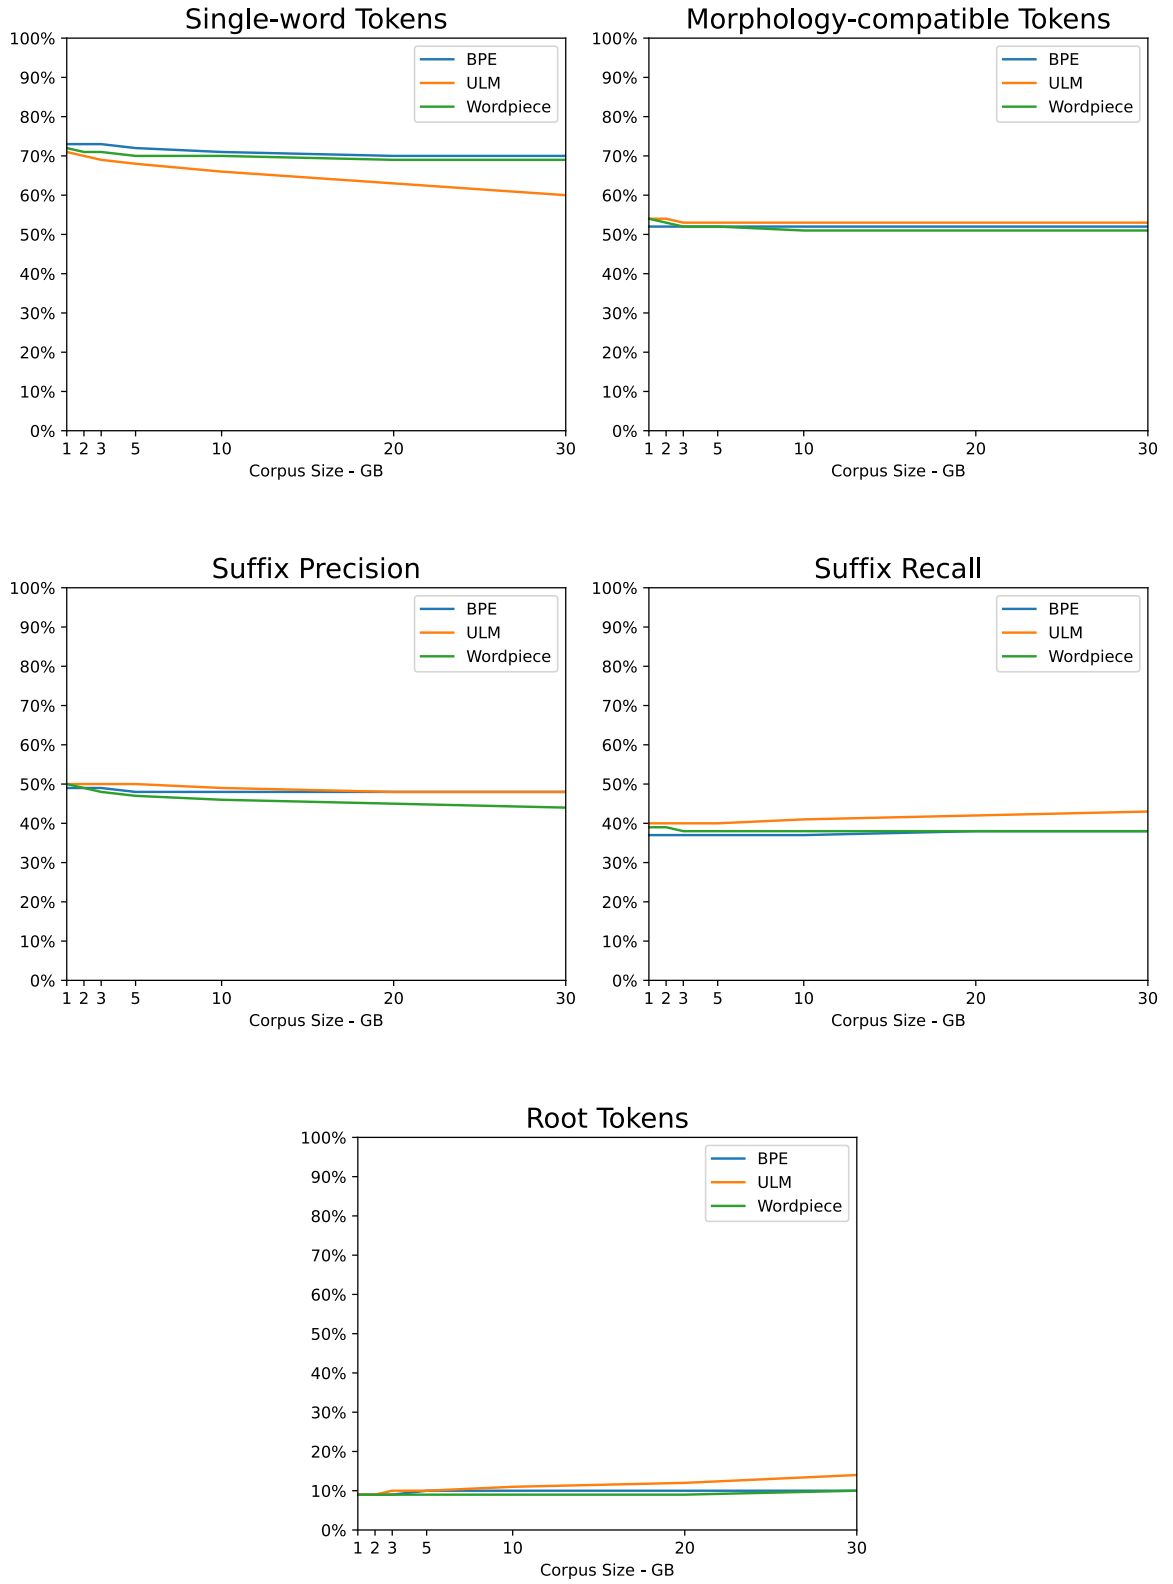 Single-word Tokens
100%
90%
80%
70%
60%
50%
40%
30%
20%
10%
0%
1 2 3 5 10 20 30
Corpus Size - GB
BPE
ULM
Wordpiece
Morphology-compatible Tokens
100%
90%
80%
70%
60%
50%
40%
30%
20%
10%
0%
1 2 3 5 10 20 30
Corpus Size - GB
BPE
ULM
Wordpiece
Suffix Precision
100%
90%
80%
70%
60%
50%
40%
30%
20%
10%
0%
1 2 3 5 10 20 30
Corpus Size - GB
BPE
ULM
Wordpiece
Suffix Recall
100%
90%
80%
70%
60%
50%
40%
30%
20%
10%
0%
1 2 3 5 10 20 30
Corpus Size - GB
BPE
ULM
Wordpiece
Root Tokens
100%
90%
80%
70%
60%
50%
40%
30%
20%
10%
0%
1 2 3 5 10 20 30
Corpus Size - GB
BPE
ULM
Wordpiece